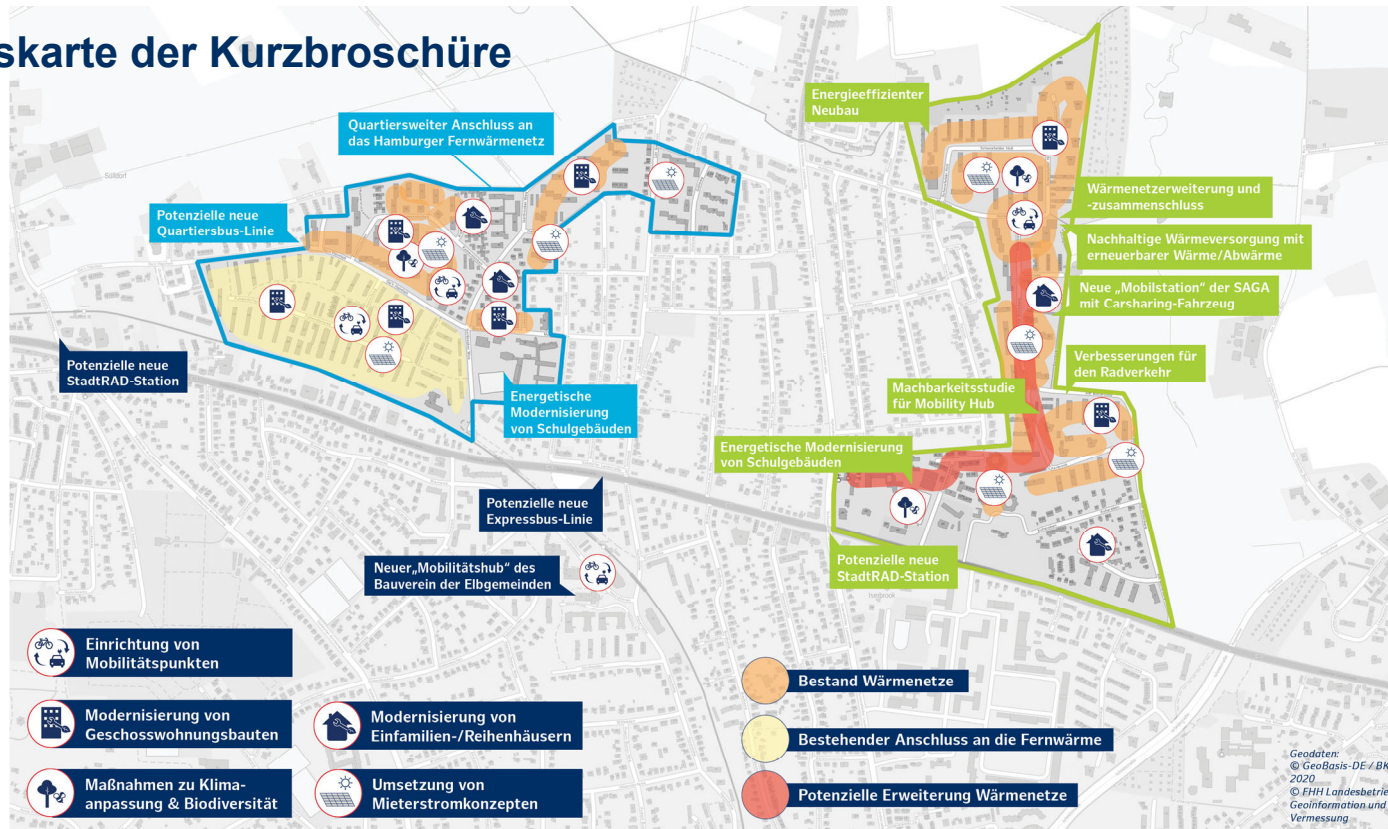 skarte der Kurzbroschüre
Energieeffizienter
Neubau
Quartiersweiter Anschluss an
das Hamburger Fernwärmenetz
Sülldorf
Potenzielle neue
Quartiersbus-Linie
Wärmenetzerweiterung und
-zusammenschluss
Nachhaltige Wärmeversorgung mit
erneuerbarer Wärme/Abwärme
Neue „Mobilstation“ der SAGA
mit Carsharing-Fahrzeug
Potenzielle neue
StadtRAD-Station
Verbesserungen für
den Radverkehr
Energetische
Modernisierung
von Schulgebäuden
Machbarkeitsstudie
für Mobility Hub
Energetische Modernisierung
von Schulgebäuden
Potenzielle neue
Expressbus-Linie
Neuer„Mobilitätshub“ des
Bauverein der Elbgemeinden
Potenzielle neue
StadtRAD-Station
Iserbrook
Einrichtung von
Mobilitätspunkten
Modernisierung von
Geschosswohnungsbauten
Modernisierung von
Einfamilien-/Reihenhäusern
Maßnahmen zu Klima-
anpassung & Biodiversität
Umsetzung von
Mieterstromkonzepten
Bestand Wärmenetze
Bestehender Anschluss an die Fernwärme
Potenzielle Erweiterung Wärmenetze
Geodaten:
© GeoBasis-DE / BK
2020
© FHH Landesbetrie
Geoinformation und
Vermessung